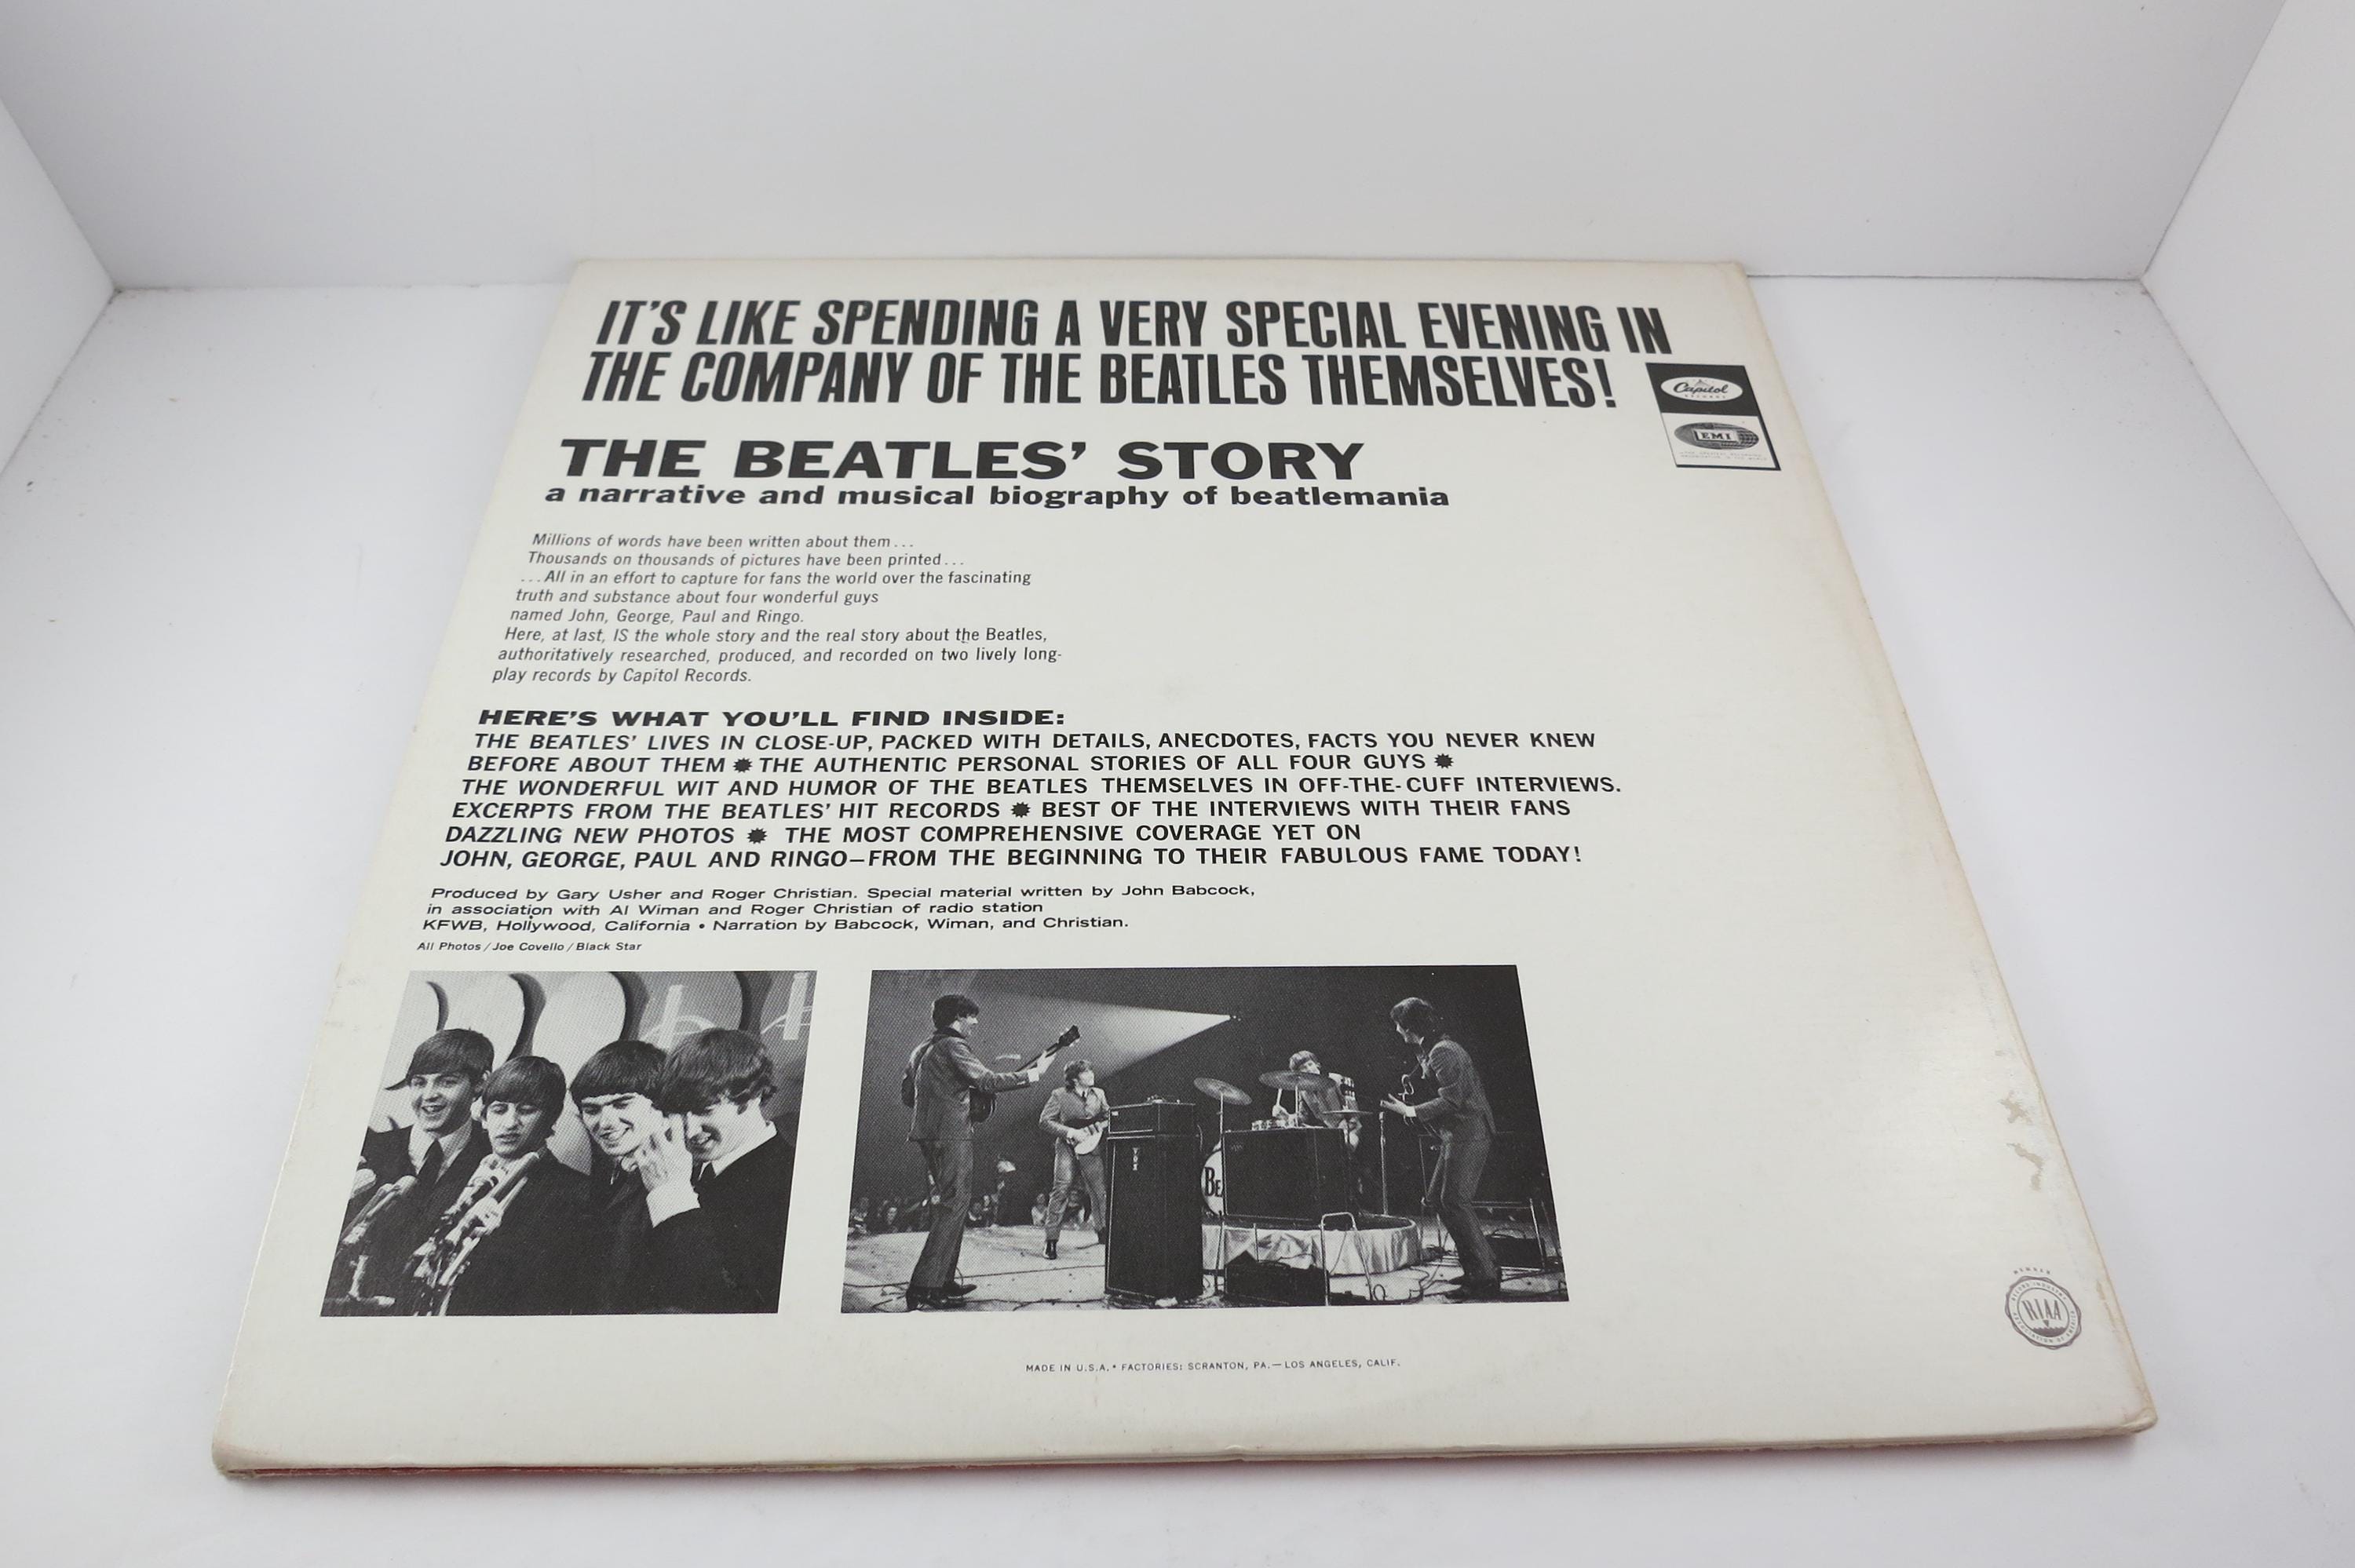 IT'S LIKE SPENDING A VERY SPECIAL EVENING IN
THE COMPANY OF THE BEATLES THEMSELVES!
Capitol
RECORDS
EMI
THE BEATLES' STORY
a narrative and musical biography of beatlemania
Millions of words have been written about them...
Thousands on thousands of pictures have been printed...
...All in an effort to capture for fans the world over the fascinating
truth and substance about four wonderful guys
named John, George, Paul and Ringo.
Here, at last, IS the whole story and the real story about the Beatles,
authoritatively researched, produced, and recorded on two lively long-
play records by Capitol Records.
HERE'S WHAT YOU'LL FIND INSIDE:
THE BEATLES' LIVES IN CLOSE-UP, PACKED WITH DETAILS, ANECDOTES, FACTS YOU NEVER KNEW
BEFORE ABOUT THEM ✹ THE AUTHENTIC PERSONAL STORIES OF ALL FOUR GUYS ✹
THE WONDERFUL WIT AND HUMOR OF THE BEATLES THEMSELVES IN OFF-THE-CUFF INTERVIEWS.
EXCERPTS FROM THE BEATLES' HIT RECORDS ✹ BEST OF THE INTERVIEWS WITH THEIR FANS
DAZZLING NEW PHOTOS ✹ THE MOST COMPREHENSIVE COVERAGE YET ON
JOHN, GEORGE, PAUL AND RINGO—FROM THE BEGINNING TO THEIR FABULOUS FAME TODAY!
Produced by Gary Usher and Roger Christian. Special material written by John Babcock,
in association with Al Wiman and Roger Christian of radio station
KFWB, Hollywood, California • Narration by Babcock, Wiman, and Christian.
All Photos/Joe Covello/Black Star
VOX
BE
MEMBER
RIAA
MADE IN U.S.A. • FACTORIES: SCRANTON, PA.—LOS ANGELES, CALIF.